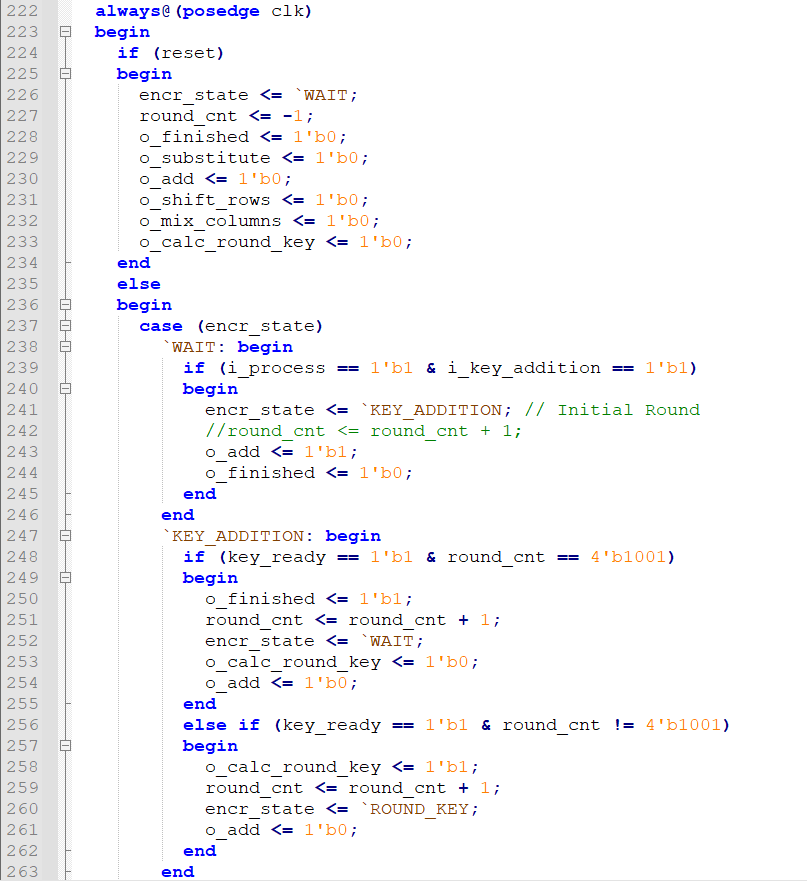 222 always@(posedge clk)
223 begin
224 if (reset)
225 begin
226 encr_state <= `WAIT;
227 round_cnt <= -1;
228 o_finished <= 1'b0;
229 o_substitute <= 1'b0;
230 o_add <= 1'b0;
231 o_shift_rows <= 1'b0;
232 o_mix_columns <= 1'b0;
233 o_calc_round_key <= 1'b0;
234 end
235 else
236 begin
237 case (encr_state)
238 `WAIT: begin
239 if (i_process == 1'b1 & i_key_addition == 1'b1)
240 begin
241 encr_state <= `KEY_ADDITION; // Initial Round
242 //round_cnt <= round_cnt + 1;
243 o_add <= 1'b1;
244 o_finished <= 1'b0;
245 end
246 end
247 `KEY_ADDITION: begin
248 if (key_ready == 1'b1 & round_cnt == 4'b1001)
249 begin
250 o_finished <= 1'b1;
251 round_cnt <= round_cnt + 1;
252 encr_state <= `WAIT;
253 o_calc_round_key <= 1'b0;
254 o_add <= 1'b0;
255 end
256 else if (key_ready == 1'b1 & round_cnt != 4'b1001)
257 begin
258 o_calc_round_key <= 1'b1;
259 round_cnt <= round_cnt + 1;
260 encr_state <= `ROUND_KEY;
261 o_add <= 1'b0;
262 end
263 end